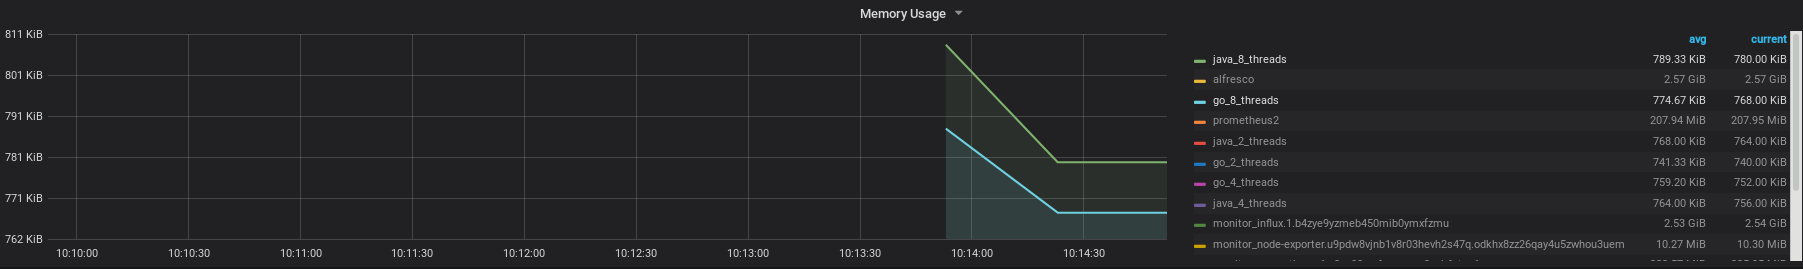 Memory Usage
811 KiB
801 KiB
791 KiB
781 KiB
771 KiB
762 KiB
10:10:00 10:10:30 10:11:00 10:11:30 10:12:00 10:12:30 10:13:00 10:13:30 10:14:00 10:14:30
avg current
java_8_threads 789.33 KiB 780.00 KiB
alfresco 2.57 GiB 2.57 GiB
go_8_threads 774.67 KiB 768.00 KiB
prometheus2 207.94 MiB 207.95 MiB
java_2_threads 768.00 KiB 764.00 KiB
go_2_threads 741.33 KiB 740.00 KiB
go_4_threads 759.20 KiB 752.00 KiB
java_4_threads 764.00 KiB 756.00 KiB
monitor_influx.1.b4zye9yzmeb450mib0ymxfzmu 2.53 GiB 2.54 GiB
monitor_node-exporter.u9pdw8vjnb1v8r03hevh2s47q.odkhx8zz26qay4u5zwhou3uem 10.27 MiB 10.30 MiB